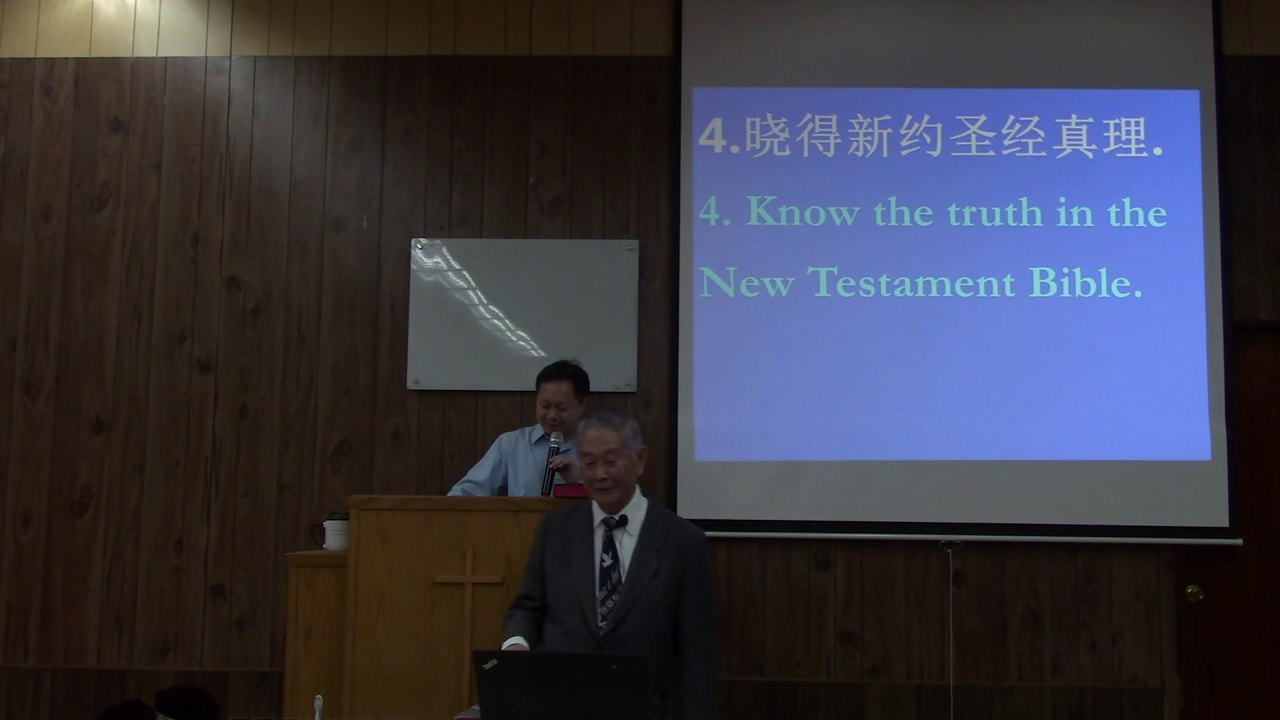 4.晓得新约圣经真理.
4. Know the truth in the
New Testament Bible.